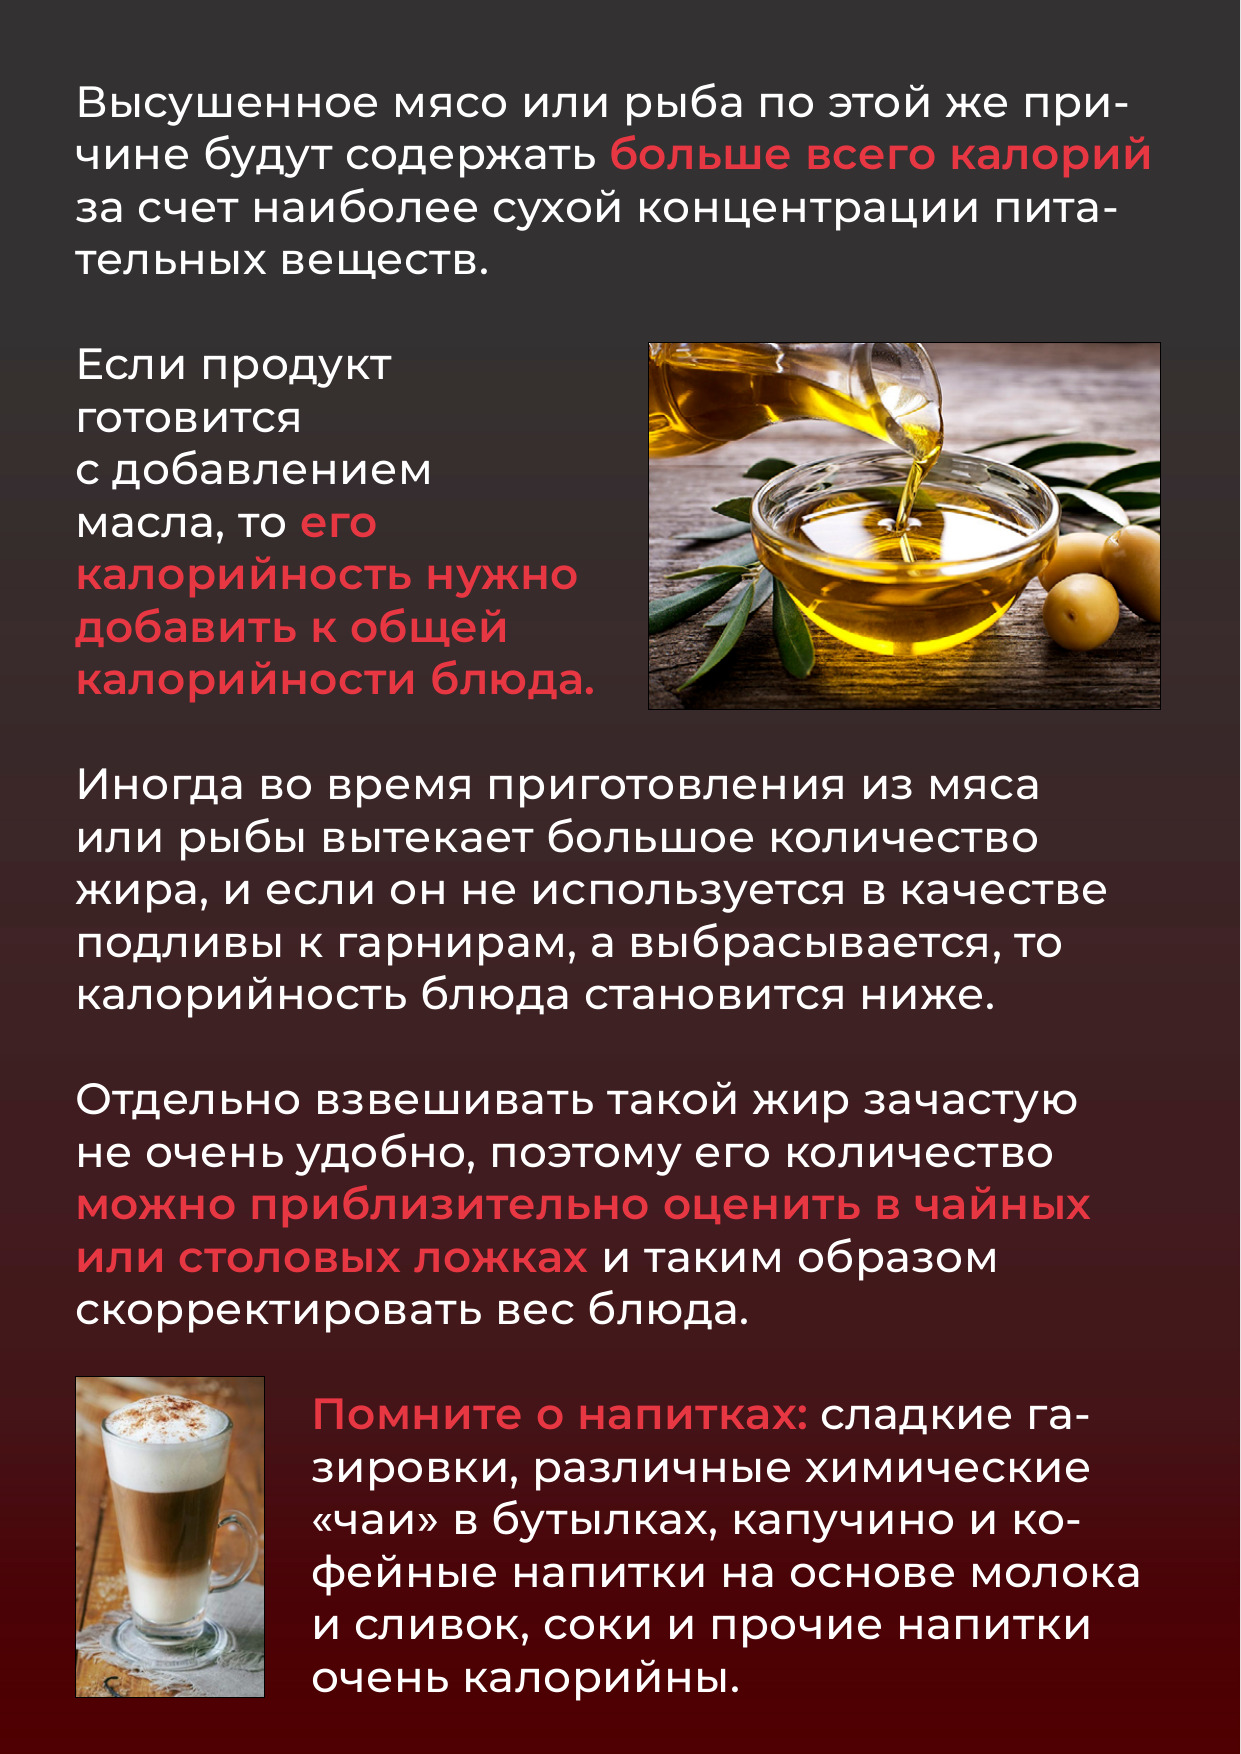 Высушенное мясо или рыба по этой же при-
чине будут содержать больше всего калорий
за счет наиболее сухой концентрации пита-
тельных веществ.
Если продукт
готовится
с добавлением
масла, то его
калорийность нужно
добавить к общей
калорийности блюда.
Иногда во время приготовления из мяса
или рыбы вытекает большое количество
жира, и если он не используется в качестве
подливы к гарнирам, а выбрасывается, то
калорийность блюда становится ниже.
Отдельно взвешивать такой жир зачастую
не очень удобно, поэтому его количество
можно приблизительно оценить в чайных
или столовых ложках и таким образом
скорректировать вес блюда.
Помните о напитках: сладкие га-
зировки, различные химические
«чаи» в бутылках, капучино и ко-
фейные напитки на основе молока
и сливок, соки и прочие напитки
очень калорийны.